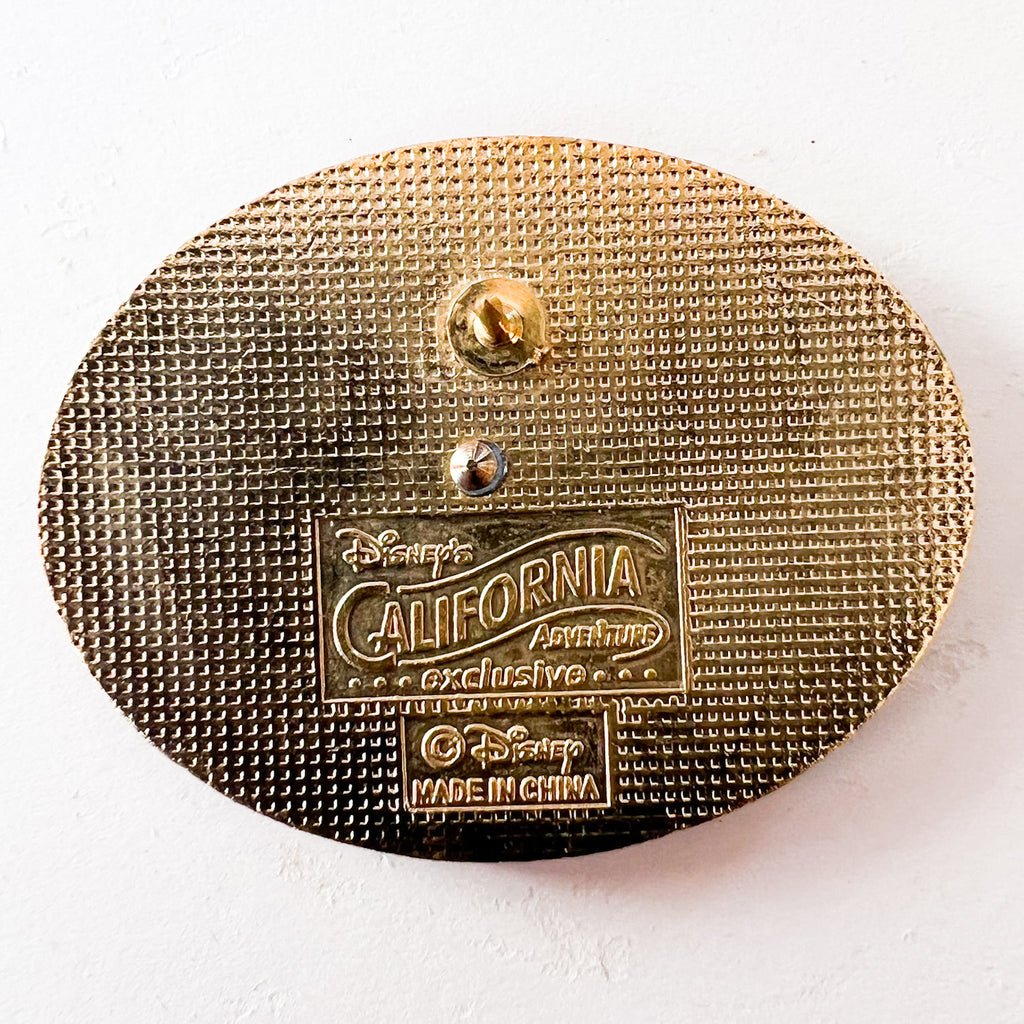 Disney's
CALIFORNIA
ADVENTURE
• • • exclusive • • •
© Disney
MADE IN CHINA